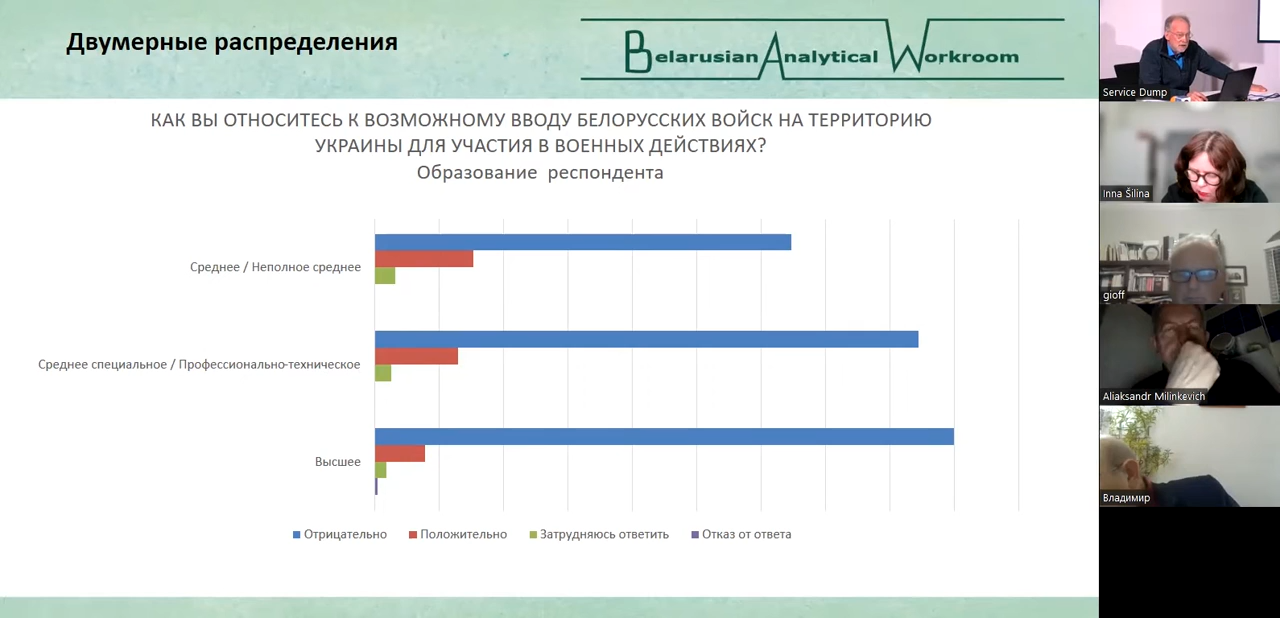 Двумерные распределения
Belarusian Analytical Workroom
КАК ВЫ ОТНОСИТЕСЬ К ВОЗМОЖНОМУ ВВОДУ БЕЛОРУССКИХ ВОЙСК НА ТЕРРИТОРИЮ
УКРАИНЫ ДЛЯ УЧАСТИЯ В ВОЕННЫХ ДЕЙСТВИЯХ?
Образование респондента
Среднее / Неполное среднее
Среднее специальное / Профессионально-техническое
Высшее
Отрицательно Положительно Затрудняюсь ответить Отказ от ответа
Service Dump
Inna Šilina
gioff
Aliaksandr Milinkevich
Владимир